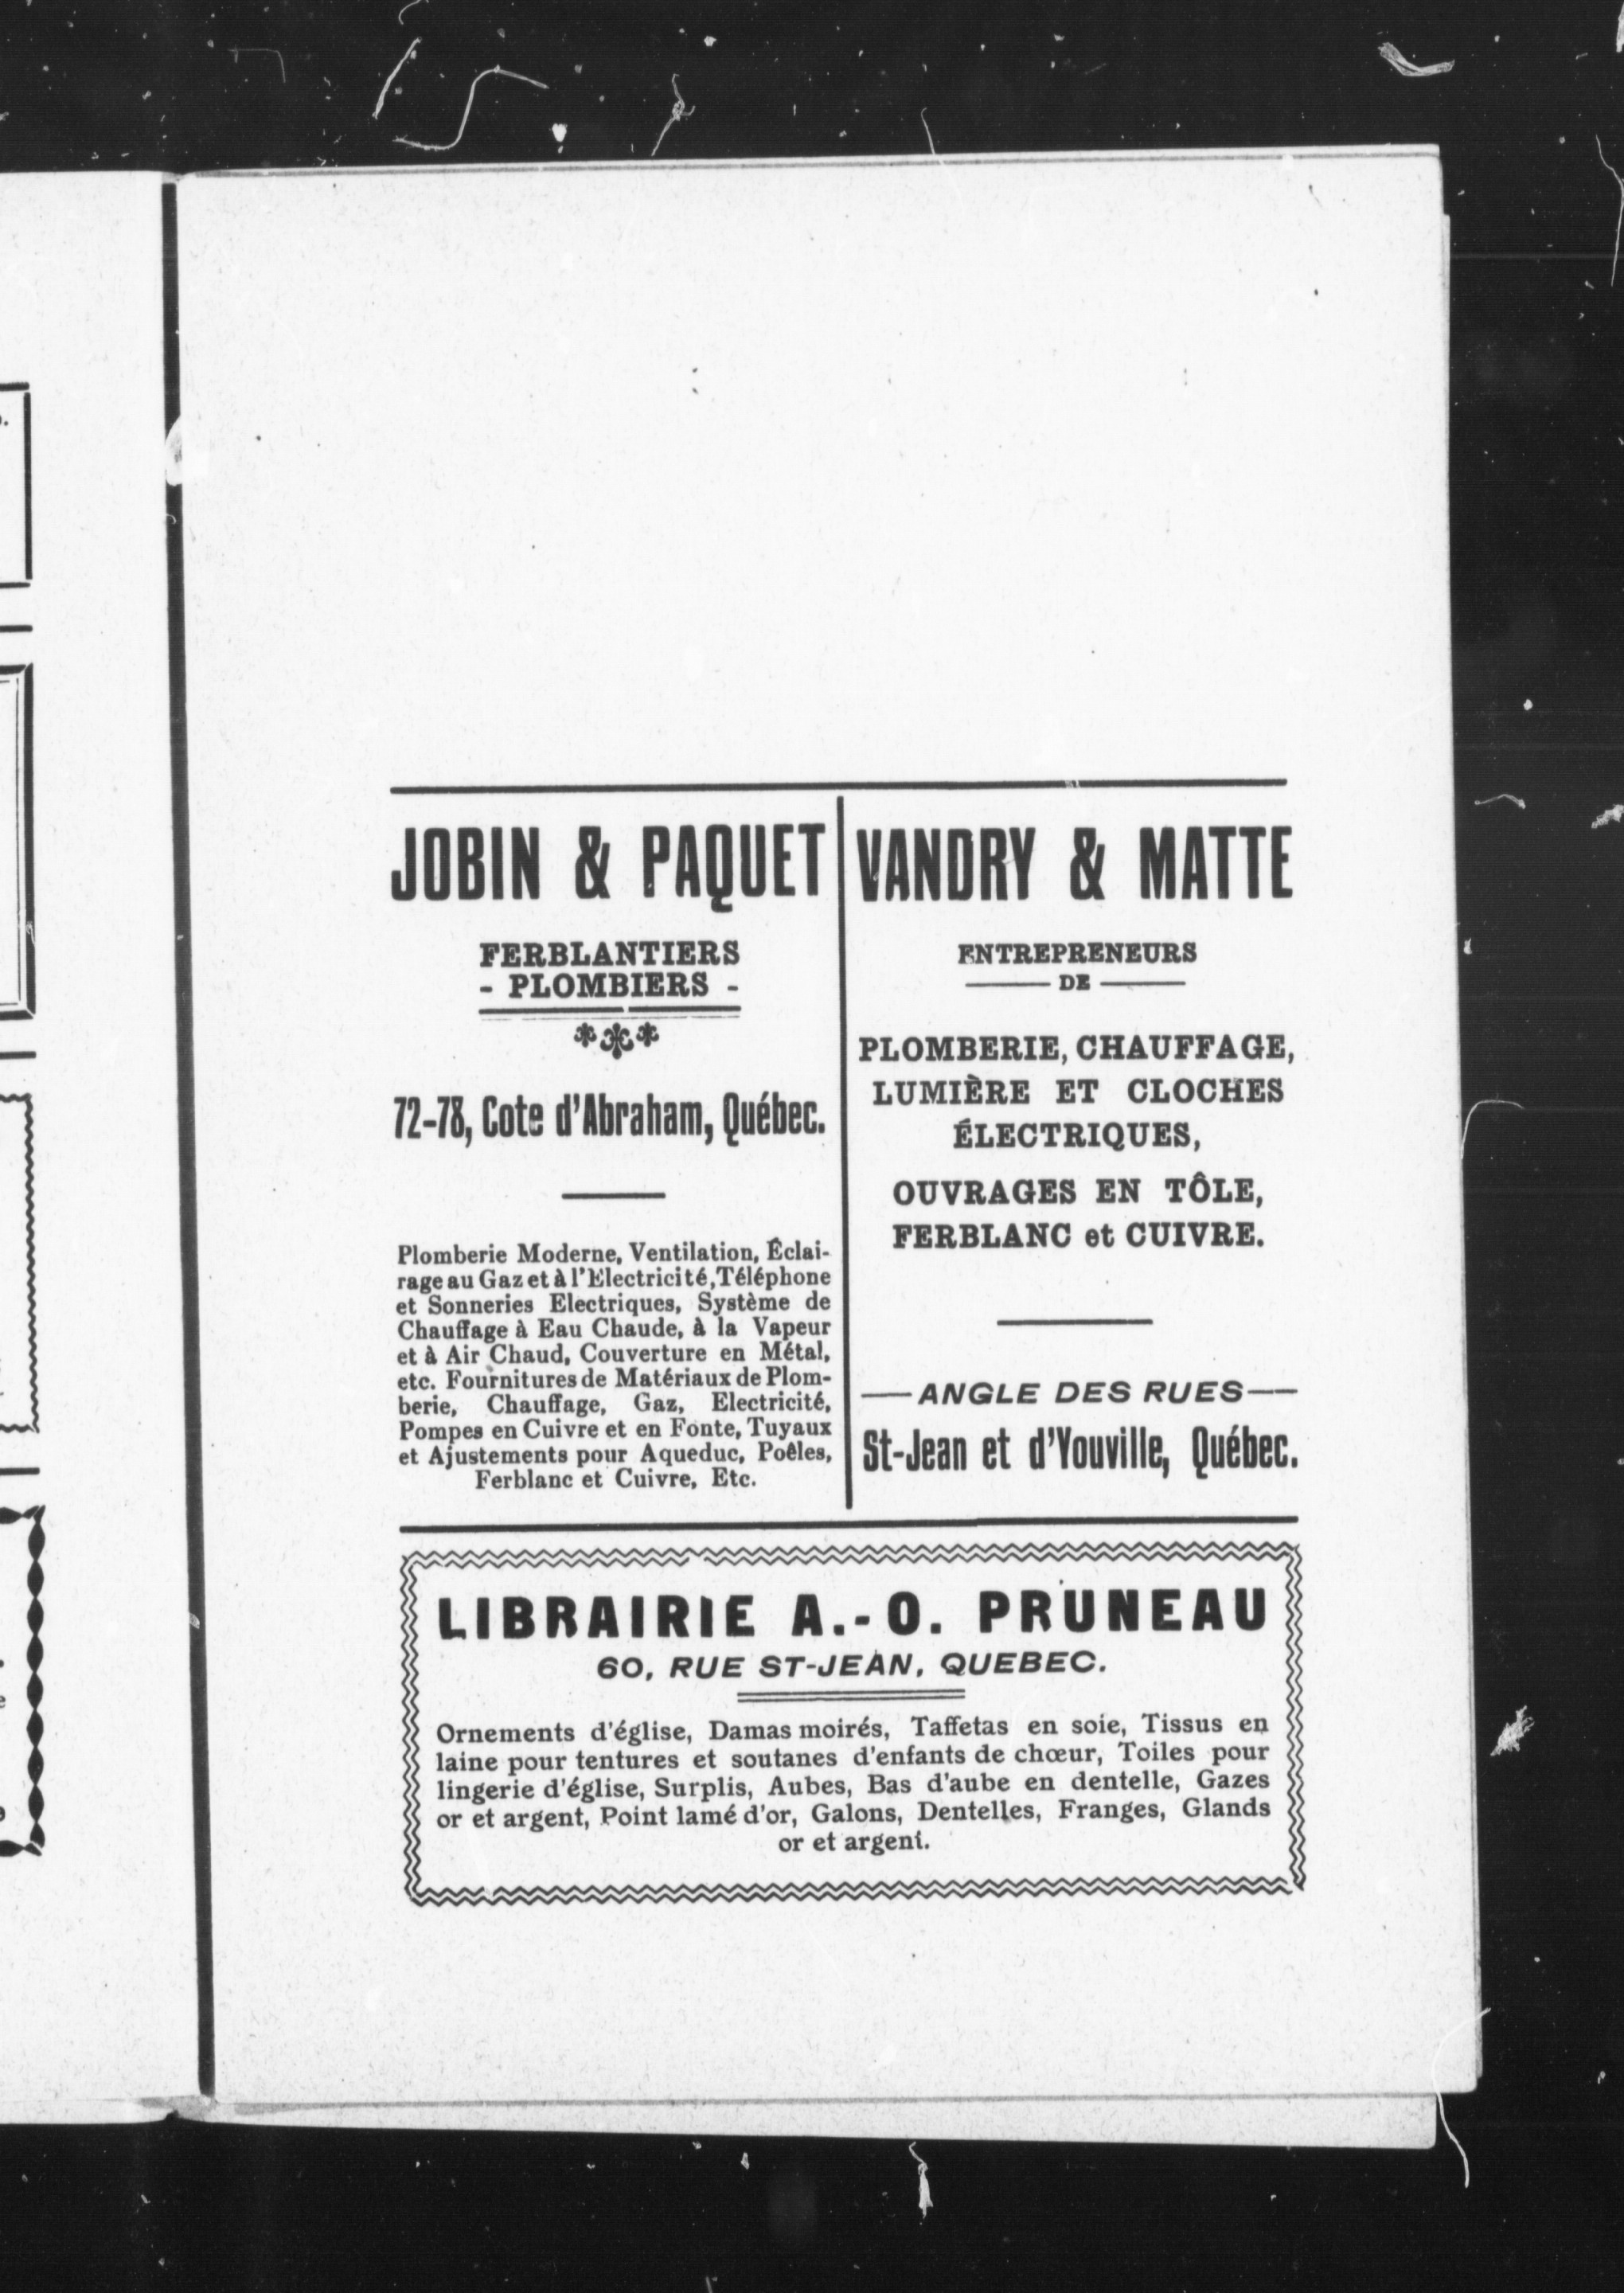 JOBIN & PAQUET
FERBLANTIERS
- PLOMBIERS -
72-78, Cote d'Abraham, Québec.
Plomberie Moderne, Ventilation, Éclai-
rage au Gaz et à l'Electricité, Téléphone
et Sonneries Electriques, Système de
Chauffage à Eau Chaude, à la Vapeur
et à Air Chaud, Couverture en Métal,
etc. Fournitures de Matériaux de Plom-
berie, Chauffage, Gaz, Electricité,
Pompes en Cuivre et en Fonte, Tuyaux
et Ajustements pour Aqueduc, Poêles,
Ferblanc et Cuivre, Etc.
VANDRY & MATTE
ENTREPRENEURS
DE
PLOMBERIE, CHAUFFAGE,
LUMIÈRE ET CLOCHES
ÉLECTRIQUES,
OUVRAGES EN TÔLE,
FERBLANC et CUIVRE.
ANGLE DES RUES
St-Jean et d'Youville, Québec.
LIBRAIRIE A.-O. PRUNEAU
60, RUE ST-JEAN, QUEBEC.
Ornements d'église, Damas moirés, Taffetas en soie, Tissus en
laine pour tentures et soutanes d'enfants de chœur, Toiles pour
lingerie d'église, Surplis, Aubes, Bas d'aube en dentelle, Gazes
or et argent, Point lamé d'or, Galons, Dentelles, Franges, Glands
or et argent.